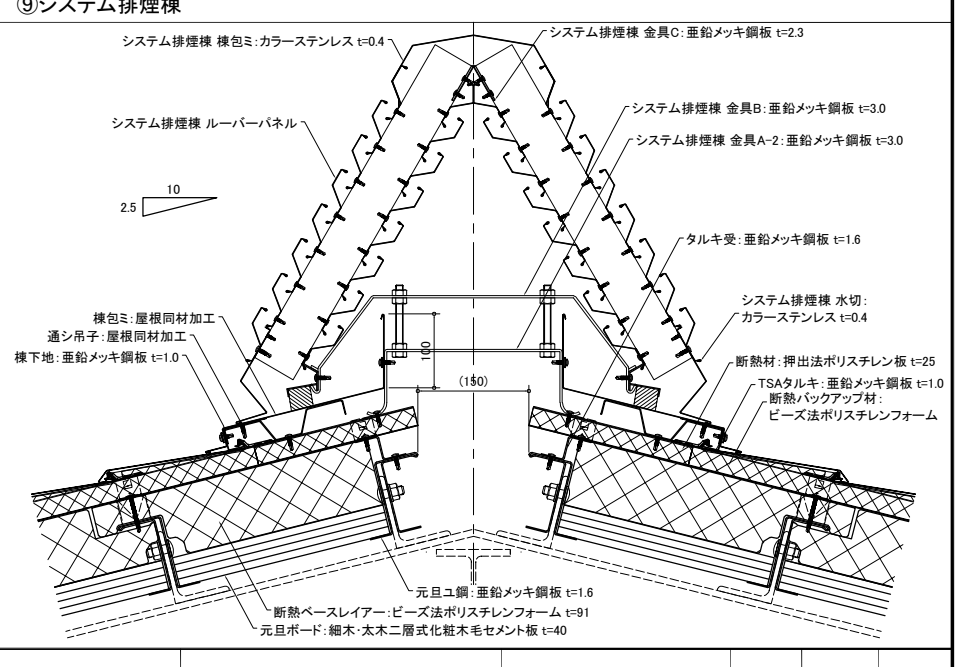 ⑨システム排煙棟
システム排煙棟 棟包ミ:カラーステンレス t=0.4
システム排煙棟 金具C:亜鉛メッキ鋼板 t=2.3
システム排煙棟 金具B:亜鉛メッキ鋼板 t=3.0
システム排煙棟 ルーバーパネル
システム排煙棟 金具A-2:亜鉛メッキ鋼板 t=3.0
10
2.5
タルキ受:亜鉛メッキ鋼板 t=1.6
システム排煙棟 水切:
カラーステンレス t=0.4
棟包ミ:屋根同材加工
通シ吊子:屋根同材加工
棟下地:亜鉛メッキ鋼板 t=1.0
100
(150)
断熱材:押出法ポリスチレン板 t=25
TSAタルキ:亜鉛メッキ鋼板 t=1.0
断熱バックアップ材:
ビーズ法ポリスチレンフォーム
元旦ユ鋼:亜鉛メッキ鋼板 t=1.6
断熱ベースレイアー:ビーズ法ポリスチレンフォーム t=91
元旦ボード:細木・太木二層式化粧木毛セメント板 t=40